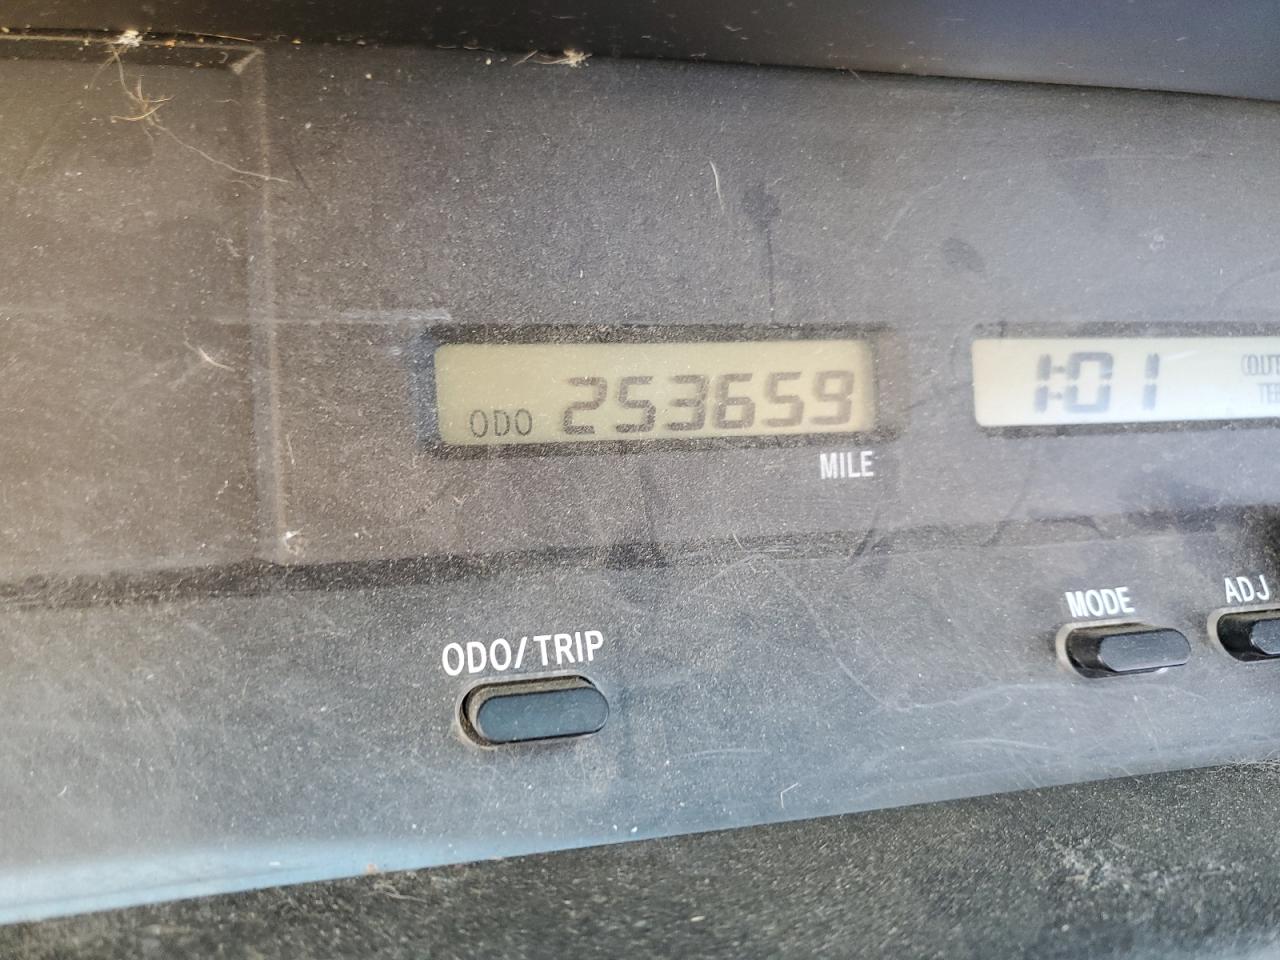 ODO 253659
MILE
1:01
ODO/TRIP
MODE
ADJ